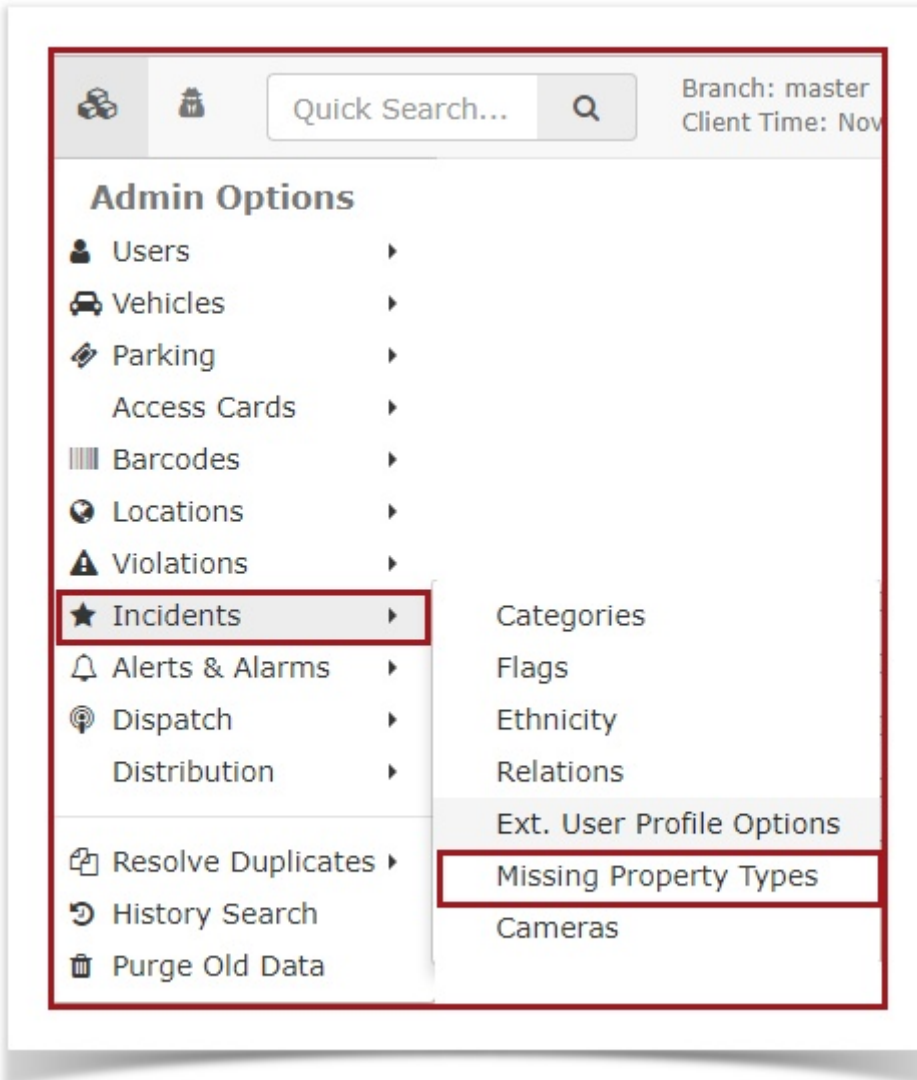 Quick Search...
Branch: master
Client Time: Nov
Admin Options
Users
Vehicles
Parking
Access Cards
Barcodes
Locations
Violations
Incidents
Alerts & Alarms
Dispatch
Distribution
Resolve Duplicates
History Search
Purge Old Data
Categories
Flags
Ethnicity
Relations
Ext. User Profile Options
Missing Property Types
Cameras